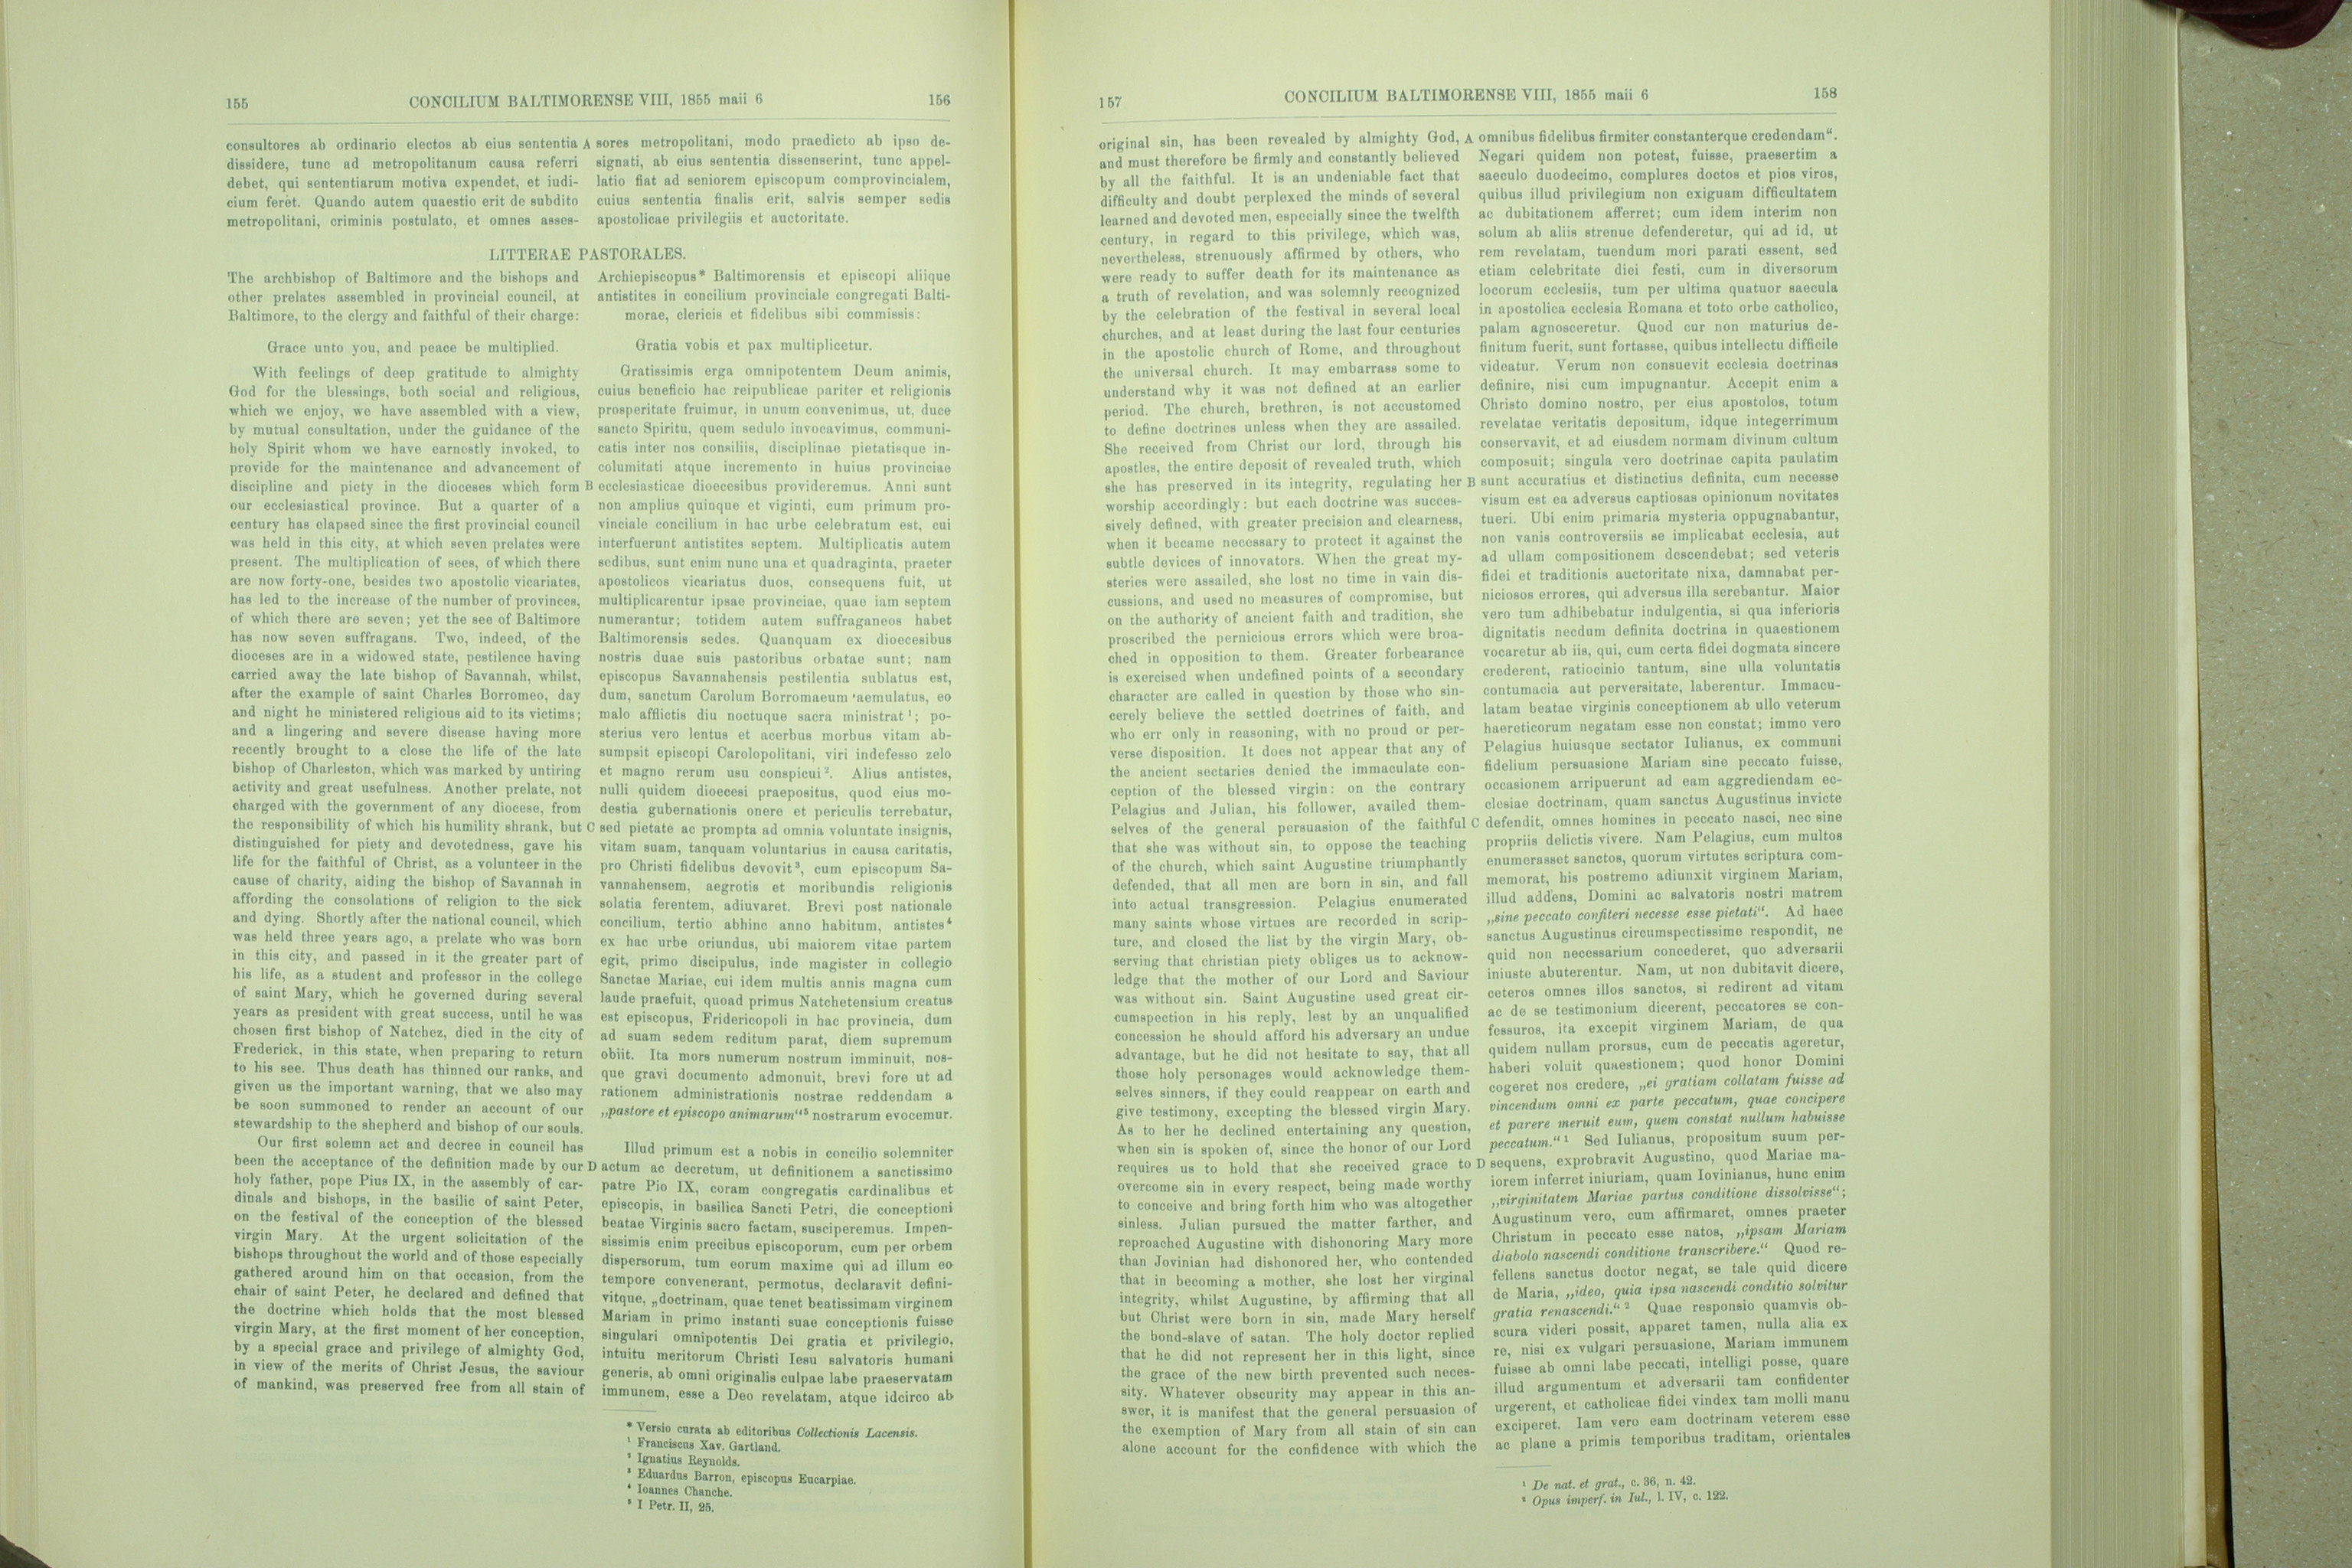 155
CONCILIUM BALTIMORENSE VIII, 1855 maii 6
156
consultores ab ordinario electos ab eius sententia
dissidere, tunc ad metropolitanum causa referri
debet, qui sententiarum motiva expendet, et iudi-
cium feret. Quando autem quaestio erit de subdito
metropolitani, criminis postulato, et omnes asses-
A
sores metropolitani, modo praedicto ab ipso de-
signati, ab eius sententia dissenserint, tunc appel-
latio fiat ad seniorem episcopum comprovincialem,
cuius sententia finalis erit, salvis semper sedis
apostolicae privilegiis et auctoritate.
LITTERAE PASTORALES.
The archbishop of Baltimore and the bishops and
other prelates assembled in provincial council, at
Baltimore, to the clergy and faithful of their charge:
Grace unto you, and peace be multiplied.
With feelings of deep gratitude to almighty
God for the blessings, both social and religious,
which we enjoy, we have assembled with a view,
by mutual consultation, under the guidance of the
holy Spirit whom we have earnestly invoked, to
provide for the maintenance and advancement of
discipline and piety in the dioceses which form
our ecclesiastical province. But a quarter of a
century has elapsed since the first provincial council
was held in this city, at which seven prelates were
present. The multiplication of sees, of which there
are now forty-one, besides two apostolic vicariates,
has led to the increase of the number of provinces,
of which there are seven; yet the see of Baltimore
has now seven suffragans. Two, indeed, of the
dioceses are in a widowed state, pestilence having
carried away the late bishop of Savannah, whilst,
after the example of saint Charles Borromeo, day
and night he ministered religious aid to its victims;
and a lingering and severe disease having more
recently brought to a close the life of the late
bishop of Charleston, which was marked by untiring
activity and great usefulness. Another prelate, not
charged with the government of any diocese, from
the responsibility of which his humility shrank, but
distinguished for piety and devotedness, gave his
life for the faithful of Christ, as a volunteer in the
cause of charity, aiding the bishop of Savannah in
affording the consolations of religion to the sick
and dying. Shortly after the national council, which
was held three years ago, a prelate who was born
in this city, and passed in it the greater part of
his life, as a student and professor in the college
of saint Mary, which he governed during several
years as president with great success, until he was
chosen first bishop of Natchez, died in the city of
Frederick, in this state, when preparing to return
to his see. Thus death has thinned our ranks, and
given us the important warning, that we also may
be soon summoned to render an account of our
stewardship to the shepherd and bishop of our souls.
Our first solemn act and decree in council has
been the acceptance of the definition made by our
holy father, pope Pius IX, in the assembly of car-
dinals and bishops, in the basilic of saint Peter,
on the festival of the conception of the blessed
virgin Mary. At the urgent solicitation of the
bishops throughout the world and of those especially
gathered around him on that occasion, from the
chair of saint Peter, he declared and defined that
the doctrine which holds that the most blessed
virgin Mary, at the first moment of her conception,
by a special grace and privilege of almighty God,
in view of the merits of Christ Jesus, the saviour
of mankind, was preserved free from all stain of
B
C
D
Archiepiscopus* Baltimorensis et episcopi aliique
antistites in concilium provinciale congregati Balti-
morae, clericis et fidelibus sibi commissis:
Gratia vobis et pax multiplicetur.
Gratissimis erga omnipotentem Deum animis,
cuius beneficio hac reipublicae pariter et religionis
prosperitate fruimur, in unum convenimus, ut, duce
sancto Spiritu, quem sedulo invocavimus, communi-
catis inter nos consiliis, disciplinae pietatisque in-
columitati atque incremento in huius provinciae
ecclesiasticae dioecesibus provideremus. Anni sunt
non amplius quinque et viginti, cum primum pro-
vinciale concilium in hac urbe celebratum est, cui
interfuerunt antistites septem. Multiplicatis autem
sedibus, sunt enim nunc una et quadraginta, praeter
apostolicos vicariatus duos, consequens fuit, ut
multiplicarentur ipsae provinciae, quae iam septem
numerantur; totidem autem suffraganeos habet
Baltimorensis sedes. Quanquam ex dioecesibus
nostris duae suis pastoribus orbatae sunt; nam
episcopus Savannahensis pestilentia sublatus est,
dum, sanctum Carolum Borromaeum 'aemulatus, eo
malo afflictis diu noctuque sacra ministrat¹; po-
sterius vero lentus et acerbus morbus vitam ab-
sumpsit episcopi Carolopolitani, viri indefesso zelo
et magno rerum usu conspicui². Alius antistes,
nulli quidem dioecesi praepositus, quod eius mo-
destia gubernationis onere et periculis terrebatur,
sed pietate ac prompta ad omnia voluntate insignis,
vitam suam, tanquam voluntarius in causa caritatis,
pro Christi fidelibus devovit³, cum episcopum Sa-
vannahensem, aegrotis et moribundis religionis
solatia ferentem, adiuvaret. Brevi post nationale
concilium, tertio abhinc anno habitum, antistes⁴
ex hac urbe oriundus, ubi maiorem vitae partem
egit, primo discipulus, inde magister in collegio
Sanctae Mariae, cui idem multis annis magna cum
laude praefuit, quoad primus Natchetensium creatus
est episcopus, Fridericopoli in hac provincia, dum
ad suam sedem reditum parat, diem supremum
obiit. Ita mors numerum nostrum imminuit, nos-
que gravi documento admonuit, brevi fore ut ad
rationem administrationis nostrae reddendam a
„pastore et episcopo animarum“⁵ nostrarum evocemur.
Illud primum est a nobis in concilio solemniter
actum ac decretum, ut definitionem a sanctissimo
patre Pio IX, coram congregatis cardinalibus et
episcopis, in basilica Sancti Petri, die conceptioni
beatae Virginis sacro factam, susciperemus. Impen-
sissimis enim precibus episcoporum, cum per orbem
dispersorum, tum eorum maxime qui ad illum eo
tempore convenerant, permotus, declaravit defini-
vitque, „doctrinam, quae tenet beatissimam virginem
Mariam in primo instanti suae conceptionis fuisse
singulari omnipotentis Dei gratia et privilegio,
intuitu meritorum Christi Iesu salvatoris humani
generis, ab omni originalis culpae labe praeservatam
immunem, esse a Deo revelatam, atque idcirco ab
* Versio curata ab editoribus Collectionis Lacensis.
¹ Franciscus Xav. Gartland.
² Ignatius Reynolds.
³ Eduardus Barron, episcopus Eucarpiae.
⁴ Ioannes Chanche.
⁵ I Petr. II, 25.
157
CONCILIUM BALTIMORENSE VIII, 1855 maii 6
158
original sin, has been revealed by almighty God,
and must therefore be firmly and constantly believed
by all the faithful. It is an undeniable fact that
difficulty and doubt perplexed the minds of several
learned and devoted men, especially since the twelfth
century, in regard to this privilege, which was,
nevertheless, strenuously affirmed by others, who
were ready to suffer death for its maintenance as
a truth of revelation, and was solemnly recognized
by the celebration of the festival in several local
churches, and at least during the last four centuries
in the apostolic church of Rome, and throughout
the universal church. It may embarrass some to
understand why it was not defined at an earlier
period. The church, brethren, is not accustomed
to define doctrines unless when they are assailed.
She received from Christ our lord, through his
apostles, the entire deposit of revealed truth, which
she has preserved in its integrity, regulating her
worship accordingly: but each doctrine was succes-
sively defined, with greater precision and clearness,
when it became necessary to protect it against the
subtle devices of innovators. When the great my-
steries were assailed, she lost no time in vain dis-
cussions, and used no measures of compromise, but
on the authority of ancient faith and tradition, she
proscribed the pernicious errors which were broa-
ched in opposition to them. Greater forbearance
is exercised when undefined points of a secondary
character are called in question by those who sin-
cerely believe the settled doctrines of faith, and
who err only in reasoning, with no proud or per-
verse disposition. It does not appear that any of
the ancient sectaries denied the immaculate con-
ception of the blessed virgin: on the contrary
Pelagius and Julian, his follower, availed them-
selves of the general persuasion of the faithful
that she was without sin, to oppose the teaching
of the church, which saint Augustine triumphantly
defended, that all men are born in sin, and fall
into actual transgression. Pelagius enumerated
many saints whose virtues are recorded in scrip-
ture, and closed the list by the virgin Mary, ob-
serving that christian piety obliges us to acknow-
ledge that the mother of our Lord and Saviour
was without sin. Saint Augustine used great cir-
cumspection in his reply, lest by an unqualified
concession he should afford his adversary an undue
advantage, but he did not hesitate to say, that all
those holy personages would acknowledge them-
selves sinners, if they could reappear on earth and
give testimony, excepting the blessed virgin Mary.
As to her he declined entertaining any question,
when sin is spoken of, since the honor of our Lord
requires us to hold that she received grace to
overcome sin in every respect, being made worthy
to conceive and bring forth him who was altogether
sinless. Julian pursued the matter farther, and
reproached Augustine with dishonoring Mary more
than Jovinian had dishonored her, who contended
that in becoming a mother, she lost her virginal
integrity, whilst Augustine, by affirming that all
but Christ were born in sin, made Mary herself
the bond-slave of satan. The holy doctor replied
that he did not represent her in this light, since
the grace of the new birth prevented such neces-
sity. Whatever obscurity may appear in this an-
swer, it is manifest that the general persuasion of
the exemption of Mary from all stain of sin can
alone account for the confidence with which the
A
B
C
D
omnibus fidelibus firmiter constanterque credendam“.
Negari quidem non potest, fuisse, praesertim a
saeculo duodecimo, complures doctos et pios viros,
quibus illud privilegium non exiguam difficultatem
ac dubitationem afferret; cum idem interim non
solum ab aliis strenue defenderetur, qui ad id, ut
rem revelatam, tuendum mori parati essent, sed
etiam celebritate diei festi, cum in diversorum
locorum ecclesiis, tum per ultima quatuor saecula
in apostolica ecclesia Romana et toto orbe catholico,
palam agnosceretur. Quod cur non maturius de-
finitum fuerit, sunt fortasse, quibus intellectu difficile
videatur. Verum non consuevit ecclesia doctrinas
definire, nisi cum impugnantur. Accepit enim a
Christo domino nostro, per eius apostolos, totum
revelatae veritatis depositum, idque integerrimum
conservavit, et ad eiusdem normam divinum cultum
composuit; singula vero doctrinae capita paulatim
sunt accuratius et distinctius definita, cum necesse
visum est ea adversus captiosas opinionum novitates
tueri. Ubi enim primaria mysteria oppugnabantur,
non vanis controversiis se implicabat ecclesia, aut
ad ullam compositionem descendebat; sed veteris
fidei et traditionis auctoritate nixa, damnabat per-
niciosos errores, qui adversus illa serebantur. Maior
vero tum adhibebatur indulgentia, si qua inferioris
dignitatis necdum definita doctrina in quaestionem
vocaretur ab iis, qui, cum certa fidei dogmata sincere
crederent, ratiocinio tantum, sine ulla voluntatis
contumacia aut perversitate, laberentur. Immacu-
latam beatae virginis conceptionem ab ullo veterum
haereticorum negatam esse non constat; immo vero
Pelagius huiusque sectator Iulianus, ex communi
fidelium persuasione Mariam sine peccato fuisse,
occasionem arripuerunt ad eam aggrediendam ec-
clesiae doctrinam, quam sanctus Augustinus invicte
defendit, omnes homines in peccato nasci, nec sine
propriis delictis vivere. Nam Pelagius, cum multos
enumerasset sanctos, quorum virtutes scriptura com-
memorat, his postremo adiunxit virginem Mariam,
illud addens, Domini ac salvatoris nostri matrem
„sine peccato confiteri necesse esse pietati“. Ad haec
sanctus Augustinus circumspectissime respondit, ne
quid non necessarium concederet, quo adversarii
iniuste abuterentur. Nam, ut non dubitavit dicere,
ceteros omnes illos sanctos, si redirent ad vitam
ac de se testimonium dicerent, peccatores se con-
fessuros, ita excepit virginem Mariam, de qua
quidem nullam prorsus, cum de peccatis ageretur,
haberi voluit quaestionem; quod honor Domini
cogeret nos credere, „ei gratiam collatam fuisse ad
vincendum omni ex parte peccatum, quae concipere
et parere meruit eum, quem constat nullum habuisse
peccatum.“¹ Sed Iulianus, propositum suum per-
sequens, exprobravit Augustino, quod Mariae ma-
iorem inferret iniuriam, quam Iovinianus, hunc enim
„virginitatem Mariae partus conditione dissolvisse“;
Augustinum vero, cum affirmaret, omnes praeter
Christum in peccato esse natos, „ipsam Mariam
diabolo nascendi conditione transcribere.“ Quod re-
fellens sanctus doctor negat, se tale quid dicere
de Maria, „ideo, quia ipsa nascendi conditio solvitur
gratia renascendi.“² Quae responsio quamvis ob-
scura videri possit, apparet tamen, nulla alia ex
re, nisi ex vulgari persuasione, Mariam immunem
fuisse ab omni labe peccati, intelligi posse, quare
illud argumentum et adversarii tam confidenter
urgerent, et catholicae fidei vindex tam molli manu
exciperet. Iam vero eam doctrinam veterem esse
ac plane a primis temporibus traditam, orientales
¹ De nat. et grat., c. 36, n. 42.
² Opus imperf. in Iul., l. IV, c. 122.